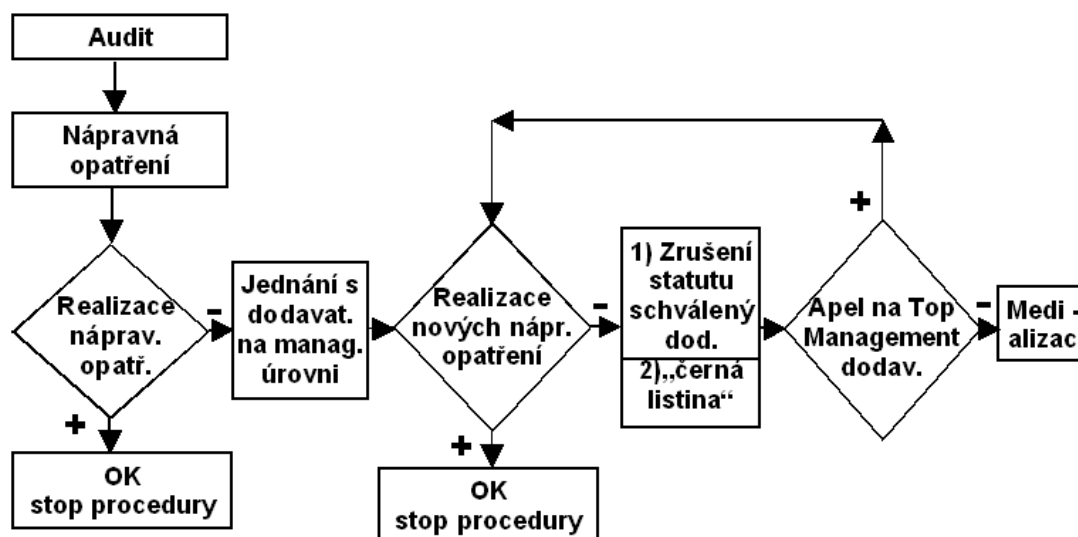 Audit
Nápravná
opatření
Realizace
náprav.
opatř.
-
+
OK
stop procedury
Jednání s
dodavat.
na manag.
úrovni
Realizace
nových nápr.
opatření
-
+
OK
stop procedury
1) Zrušení
statutu
schválený
dod.
2)„černá
listina“
Apel na Top
Management
dodav.
+
-
Medi -
alizac